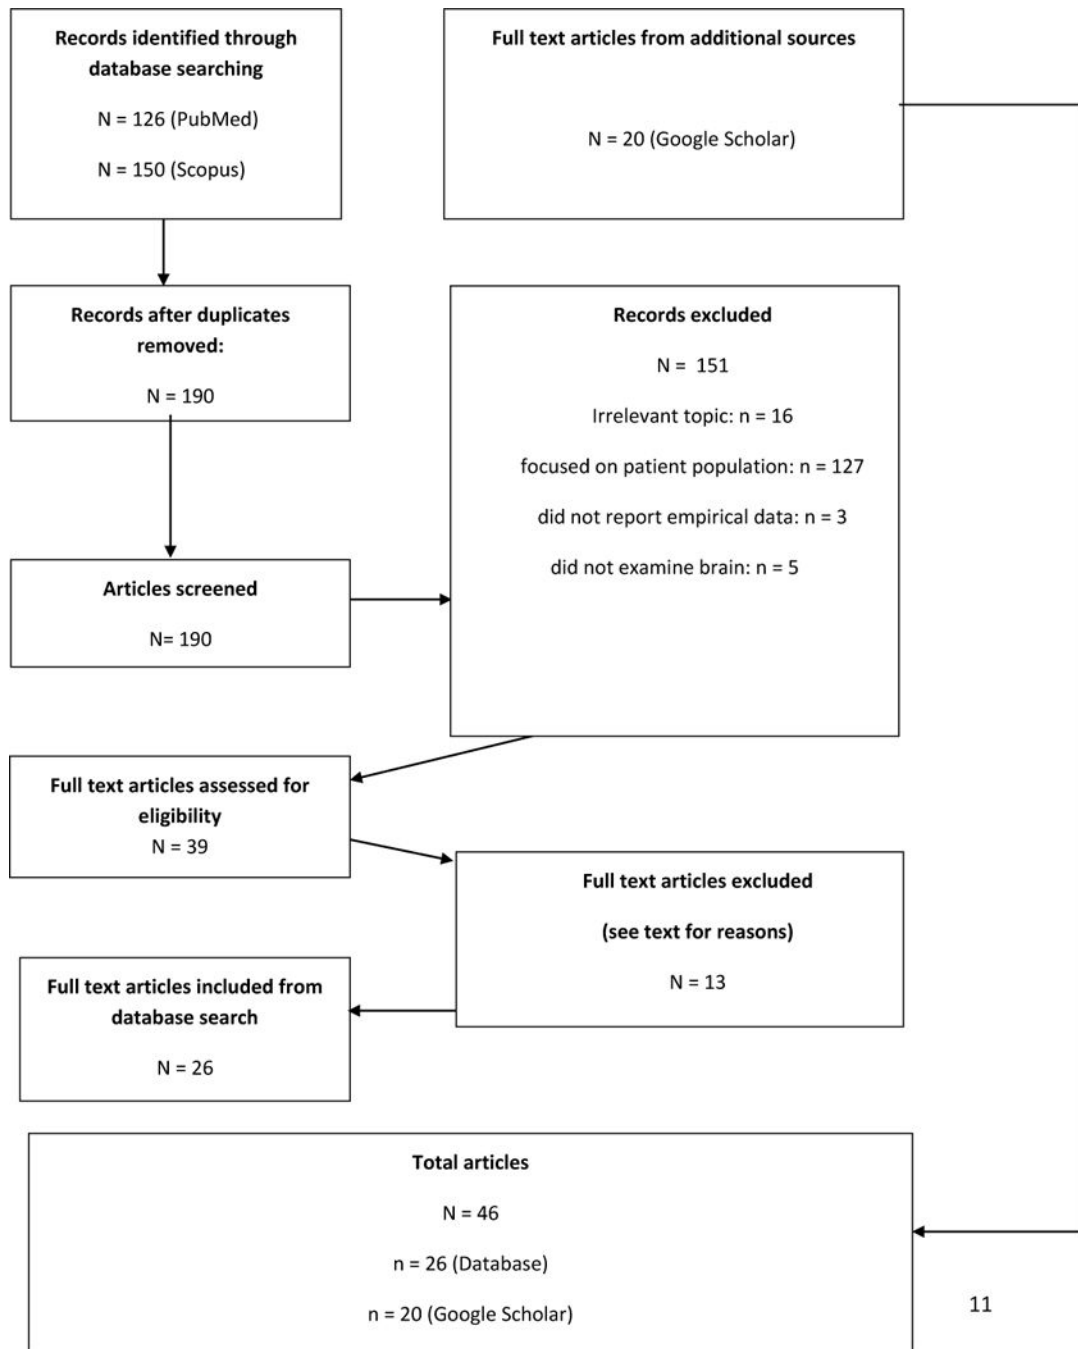 Records identified through
database searching
N = 126 (PubMed)
N = 150 (Scopus)
Full text articles from additional sources
N = 20 (Google Scholar)
Records after duplicates
removed:
N = 190
Records excluded
N = 151
Irrelevant topic: n = 16
focused on patient population: n = 127
did not report empirical data: n = 3
did not examine brain: n = 5
Articles screened
N= 190
Full text articles assessed for
eligibility
N = 39
Full text articles excluded
(see text for reasons)
N = 13
Full text articles included from
database search
N = 26
Total articles
N = 46
n = 26 (Database)
n = 20 (Google Scholar)
11